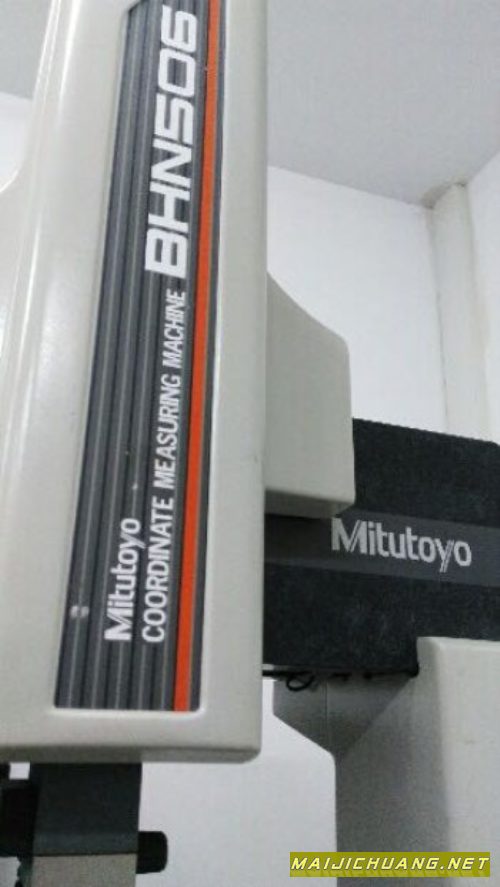 Mitutoyo
COORDINATE MEASURING MACHINE BHN506
Mitutoyo
MAIJICHUANG.NET